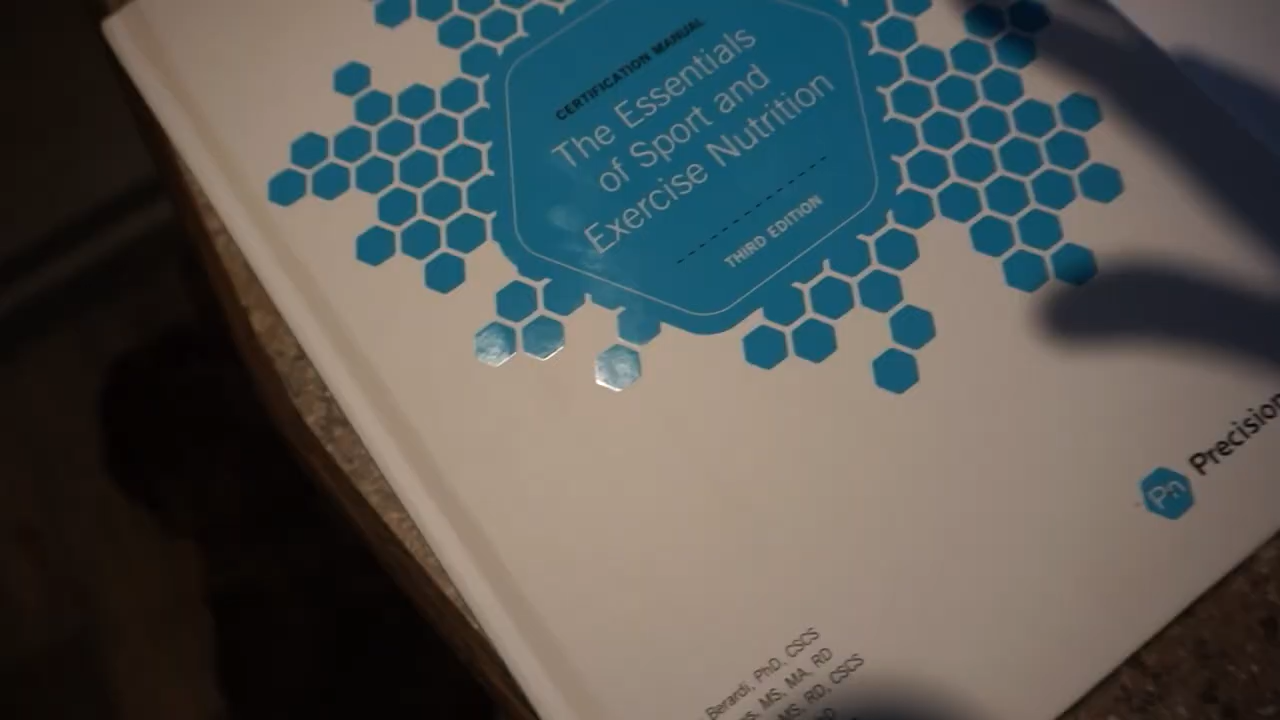 CERTIFICATION MANUAL
The Essentials
of Sport and
Exercise Nutrition
THIRD EDITION
Pn Precision
Berardi, PhD, CSCS
MS, MA, RD
MS, RD, CSCS